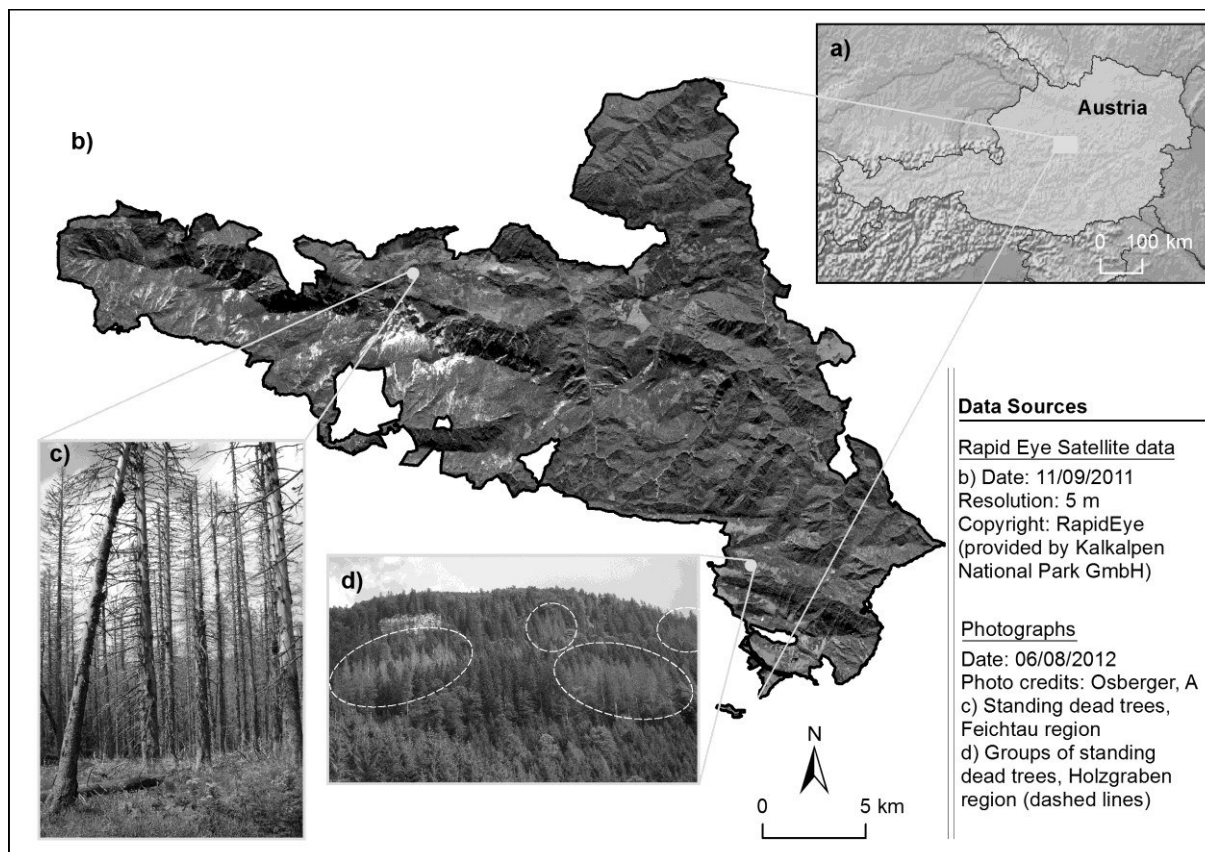 a)
Austria
0 100 km
b)
c)
d)
N
0 5 km
Data Sources
Rapid Eye Satellite data
b) Date: 11/09/2011
Resolution: 5 m
Copyright: RapidEye
(provided by Kalkalpen
National Park GmbH)
Photographs
Date: 06/08/2012
Photo credits: Osberger, A
c) Standing dead trees,
Feichtau region
d) Groups of standing
dead trees, Holzgraben
region (dashed lines)